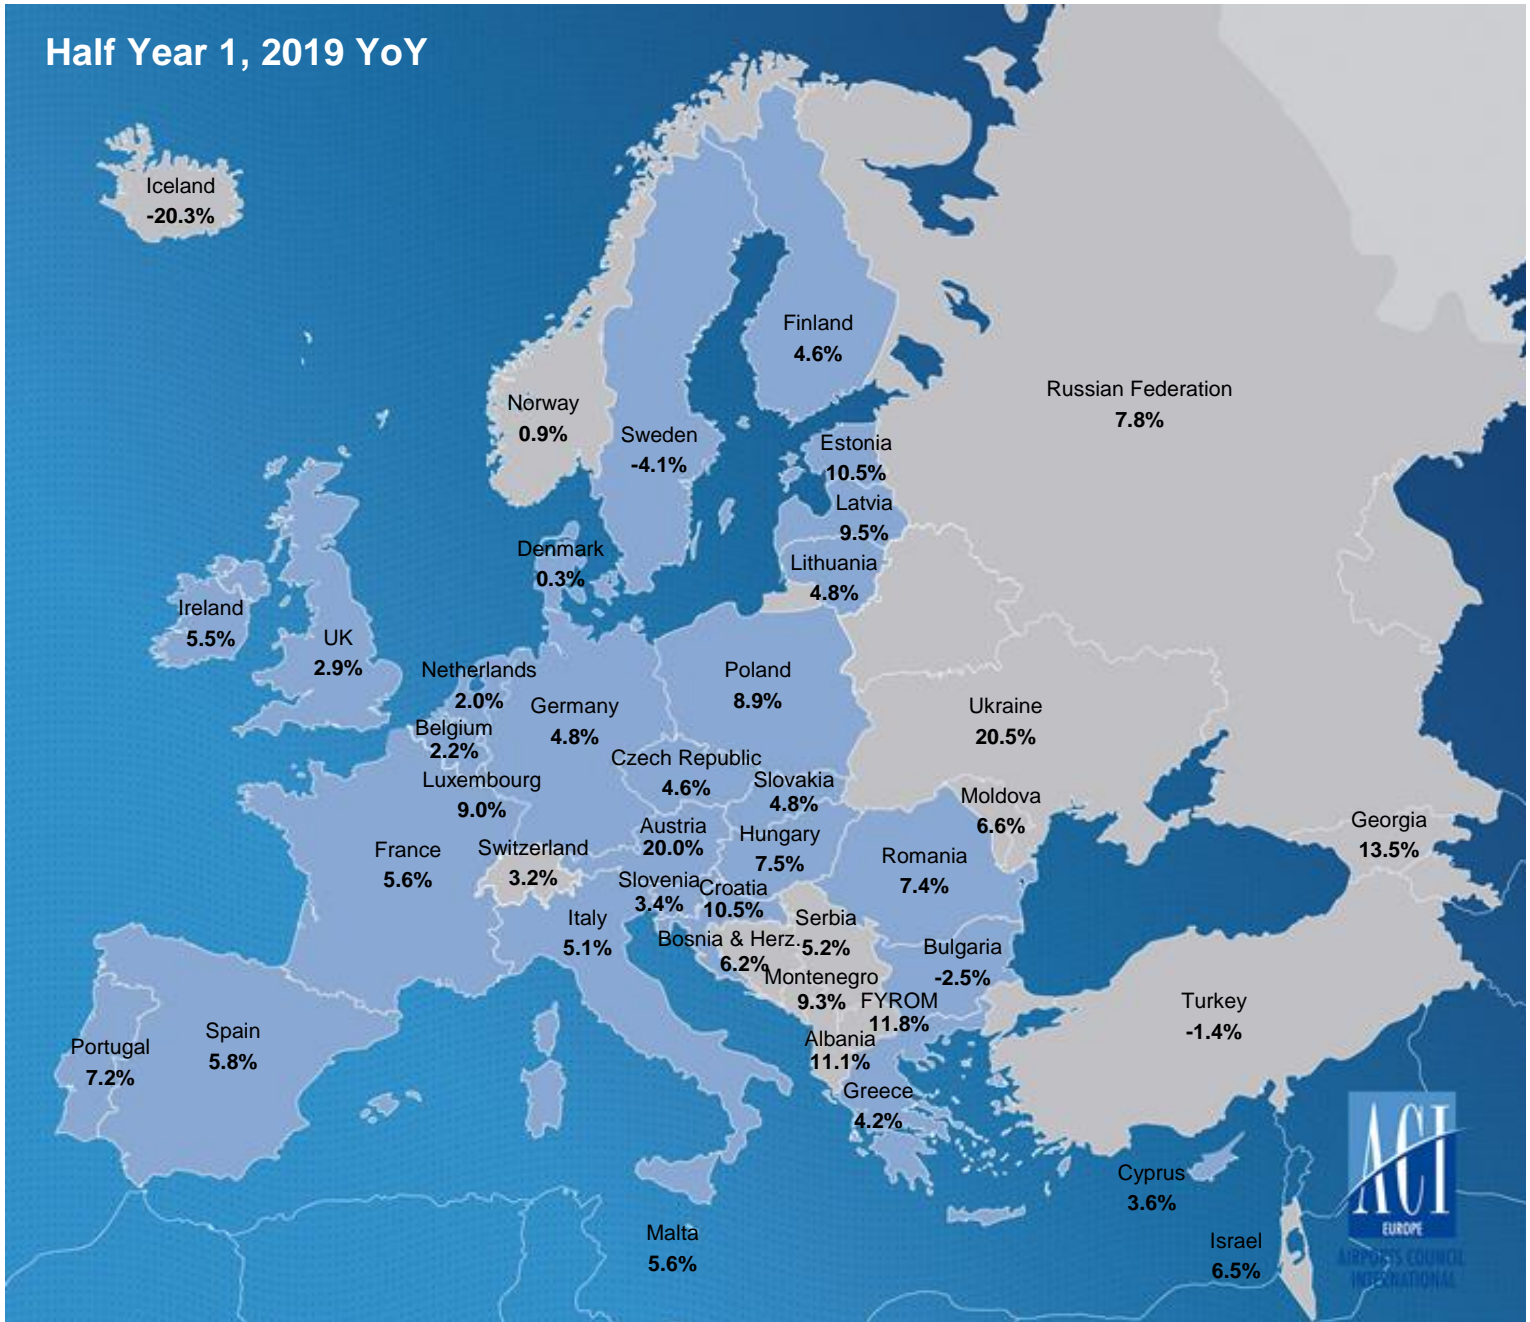 Half Year 1, 2019 YoY
Iceland
-20.3%
Finland
4.6%
Russian Federation
7.8%
Norway
0.9%
Sweden
-4.1%
Estonia
10.5%
Latvia
9.5%
Denmark
0.3%
Lithuania
4.8%
Ireland
5.5%
UK
2.9%
Netherlands
2.0%
Germany
4.8%
Poland
8.9%
Ukraine
20.5%
Belgium
2.2%
Czech Republic
4.6%
Luxembourg
9.0%
Slovakia
4.8%
Moldova
6.6%
Georgia
13.5%
Austria
20.0%
Hungary
7.5%
France
5.6%
Switzerland
3.2%
Romania
7.4%
Slovenia
3.4%
Croatia
10.5%
Italy
5.1%
Serbia
5.2%
Bosnia & Herz.
6.2%
Bulgaria
-2.5%
Montenegro
9.3%
FYROM
11.8%
Turkey
-1.4%
Spain
5.8%
Portugal
7.2%
Albania
11.1%
Greece
4.2%
Cyprus
3.6%
Malta
5.6%
Israel
6.5%
ACI
EUROPE
AIRPORTS COUNCIL
INTERNATIONAL